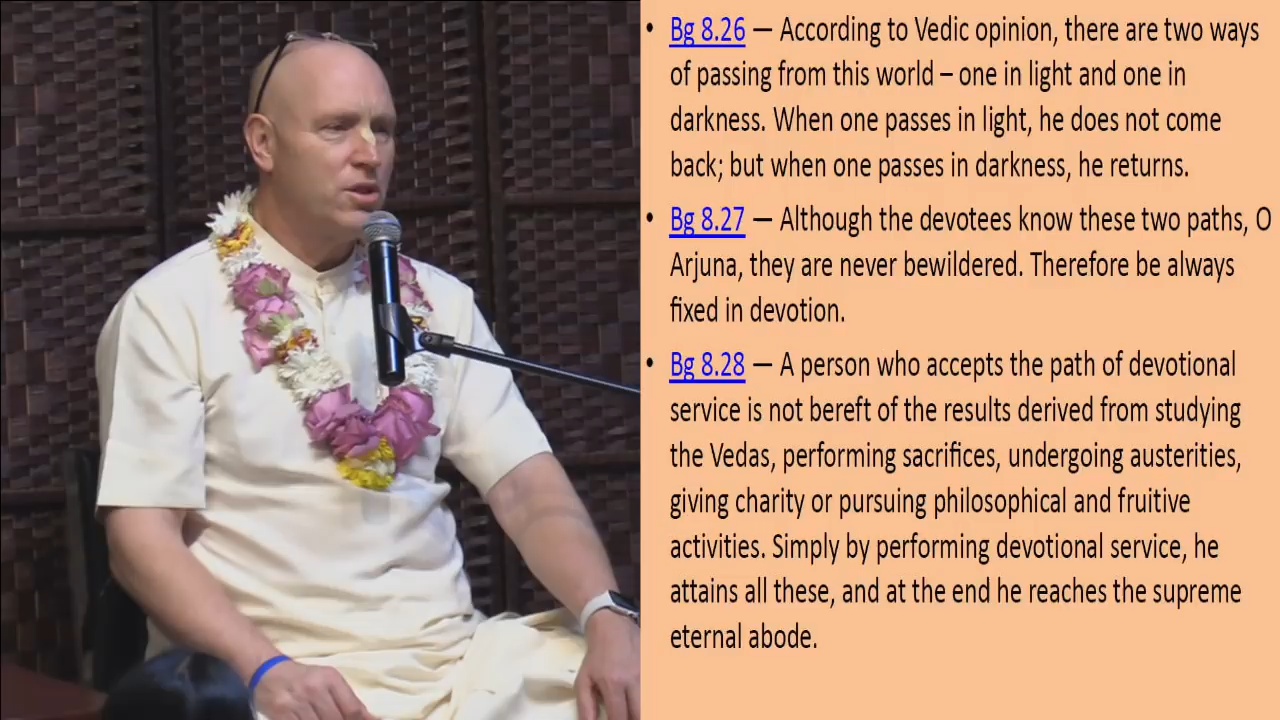 • Bg 8.26 — According to Vedic opinion, there are two ways
of passing from this world – one in light and one in
darkness. When one passes in light, he does not come
back; but when one passes in darkness, he returns.
• Bg 8.27 — Although the devotees know these two paths, O
Arjuna, they are never bewildered. Therefore be always
fixed in devotion.
• Bg 8.28 — A person who accepts the path of devotional
service is not bereft of the results derived from studying
the Vedas, performing sacrifices, undergoing austerities,
giving charity or pursuing philosophical and fruitive
activities. Simply by performing devotional service, he
attains all these, and at the end he reaches the supreme
eternal abode.